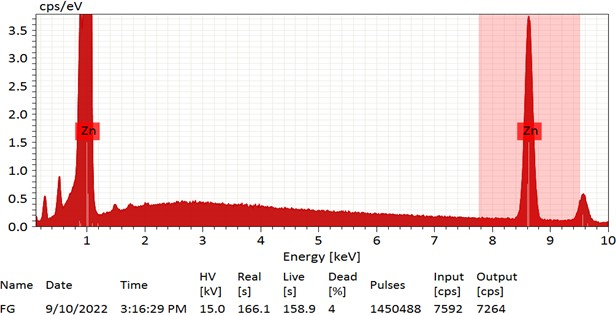 cps/eV
3.5
3.0
2.5
2.0
Zn Zn
1.5
1.0
0.5
0.0
1 2 3 4 5 6 7 8 9 10
Energy [keV]
HV Real Live Dead Input Output
Name Date Time [kV] [s] [s] [%] Pulses [cps] [cps]
FG 9/10/2022 3:16:29 PM 15.0 166.1 158.9 4 1450488 7592 7264